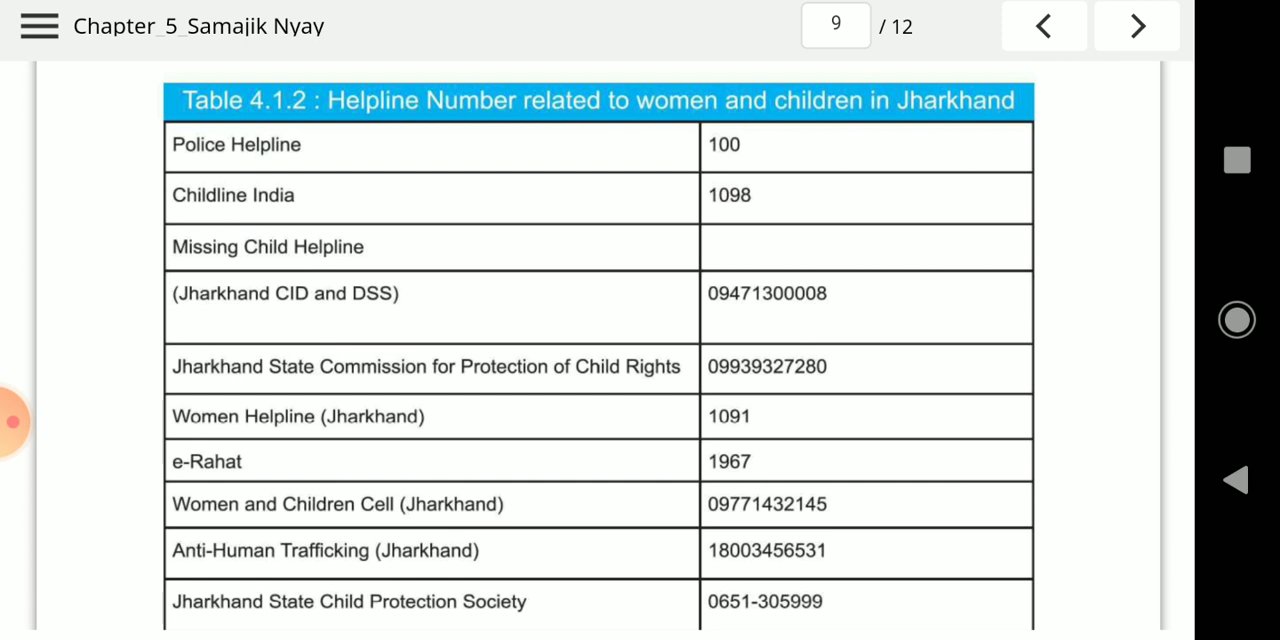 Chapter_5_Samajik Nyay
9 / 12
Table 4.1.2 : Helpline Number related to women and children in Jharkhand
Police Helpline 100
Childline India 1098
Missing Child Helpline
(Jharkhand CID and DSS) 09471300008
Jharkhand State Commission for Protection of Child Rights 09939327280
Women Helpline (Jharkhand) 1091
e-Rahat 1967
Women and Children Cell (Jharkhand) 09771432145
Anti-Human Trafficking (Jharkhand) 18003456531
Jharkhand State Child Protection Society 0651-305999